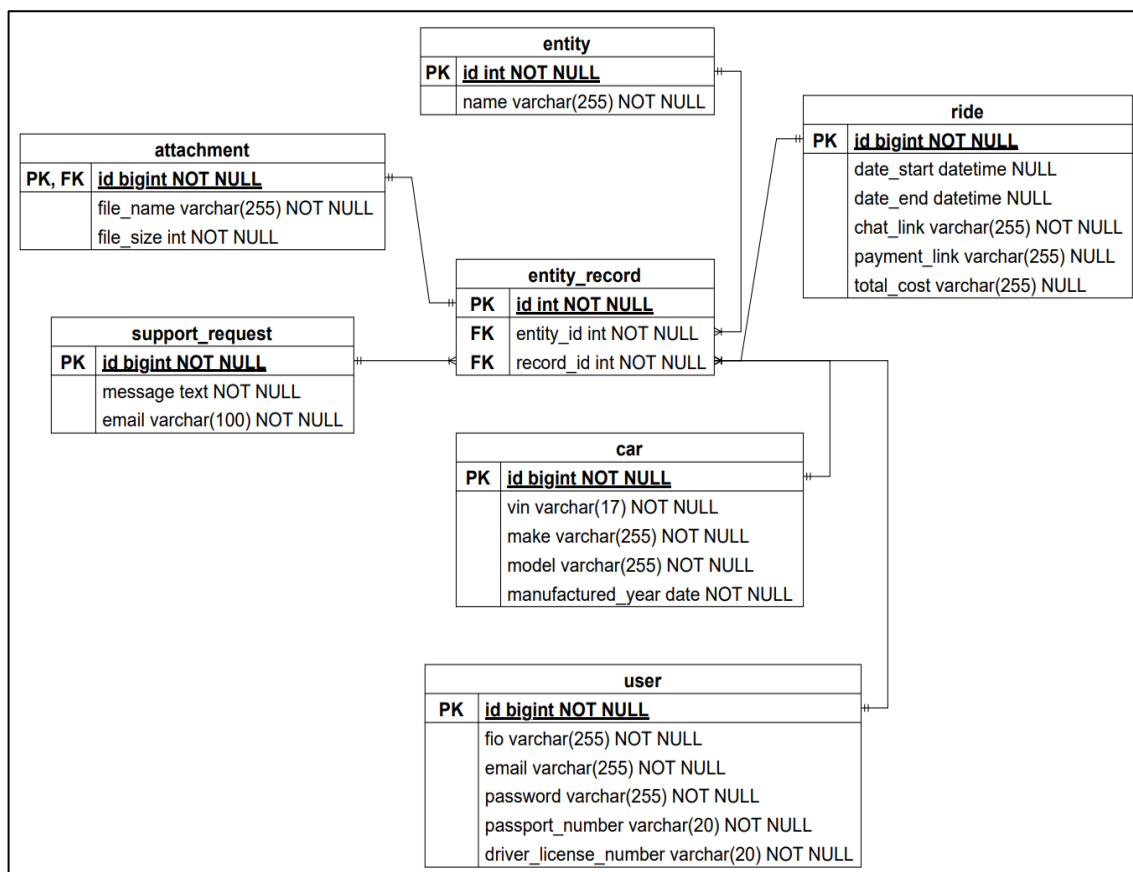 entity
PK id int NOT NULL
name varchar(255) NOT NULL
ride
PK id bigint NOT NULL
date_start datetime NULL
date_end datetime NULL
chat_link varchar(255) NOT NULL
payment_link varchar(255) NULL
total_cost varchar(255) NULL
attachment
PK, FK id bigint NOT NULL
file_name varchar(255) NOT NULL
file_size int NOT NULL
entity_record
PK id int NOT NULL
FK entity_id int NOT NULL
FK record_id int NOT NULL
support_request
PK id bigint NOT NULL
message text NOT NULL
email varchar(100) NOT NULL
car
PK id bigint NOT NULL
vin varchar(17) NOT NULL
make varchar(255) NOT NULL
model varchar(255) NOT NULL
manufactured_year date NOT NULL
user
PK id bigint NOT NULL
fio varchar(255) NOT NULL
email varchar(255) NOT NULL
password varchar(255) NOT NULL
passport_number varchar(20) NOT NULL
driver_license_number varchar(20) NOT NULL